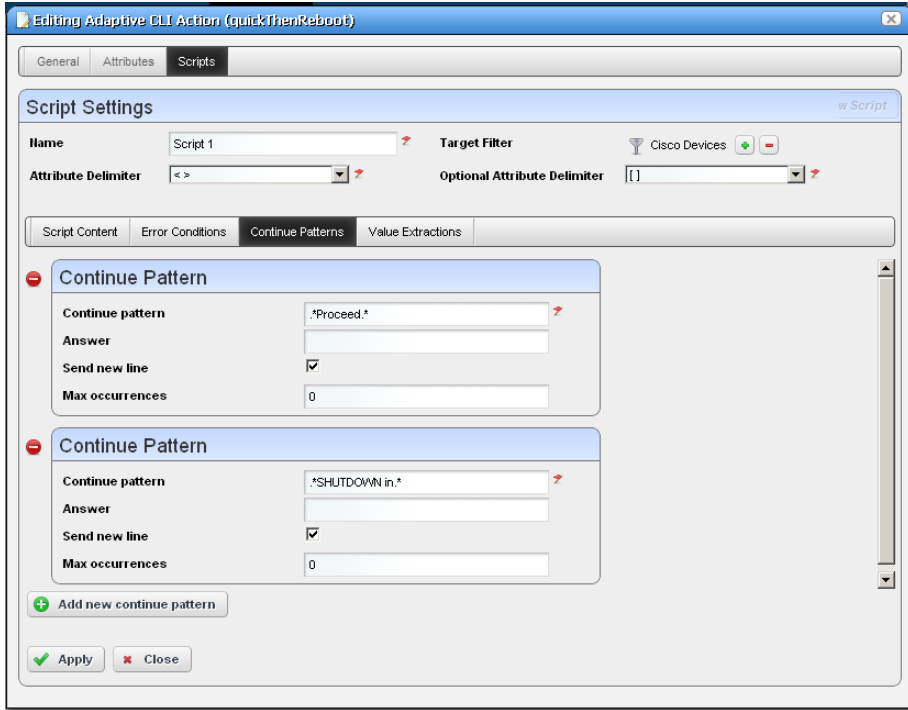 Editing Adaptive CLI Action (quickThenReboot)
General Attributes Scripts
Script Settings w Script
Name Script 1 Target Filter Cisco Devices
Attribute Delimiter < > Optional Attribute Delimiter [ ]
Script Content Error Conditions Continue Patterns Value Extractions
Continue Pattern
Continue pattern .*Proceed.*
Answer
Send new line
Max occurrences 0
Continue Pattern
Continue pattern .*SHUTDOWN in.*
Answer
Send new line
Max occurrences 0
Add new continue pattern
Apply Close